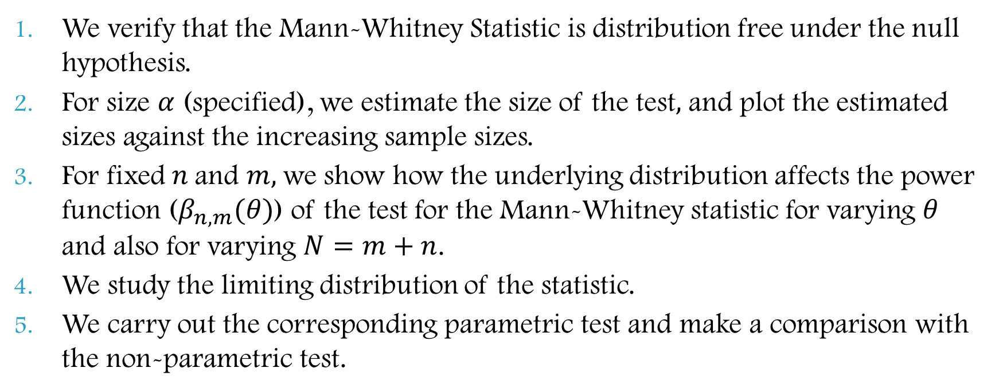 1. We verify that the Mann-Whitney Statistic is distribution free under the null
hypothesis.
2. For size α (specified), we estimate the size of the test, and plot the estimated
sizes against the increasing sample sizes.
3. For fixed n and m, we show how the underlying distribution affects the power
function (βn,m(θ)) of the test for the Mann-Whitney statistic for varying θ
and also for varying N = m + n.
4. We study the limiting distribution of the statistic.
5. We carry out the corresponding parametric test and make a comparison with
the non-parametric test.